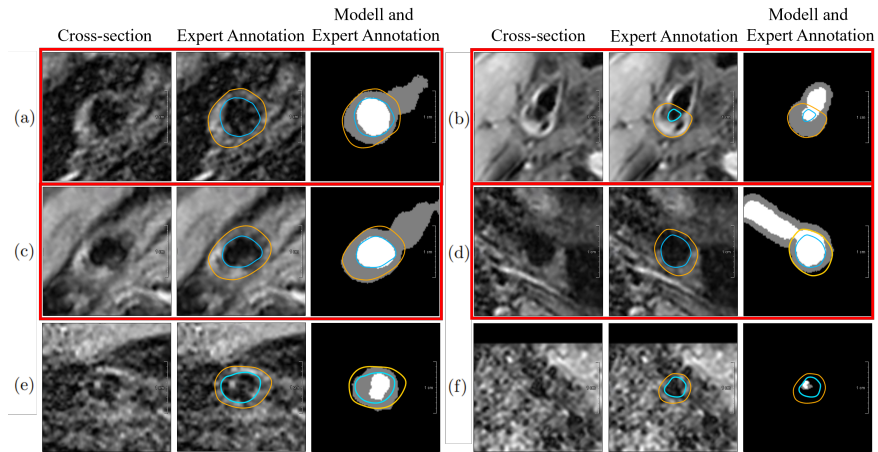 Cross-section
Expert Annotation
Modell and
Expert Annotation
Cross-section
Expert Annotation
Modell and
Expert Annotation
(a)
1 cm
(b)
1 cm
(c)
1 cm
(d)
1 cm
(e)
1 cm
(f)
1 cm